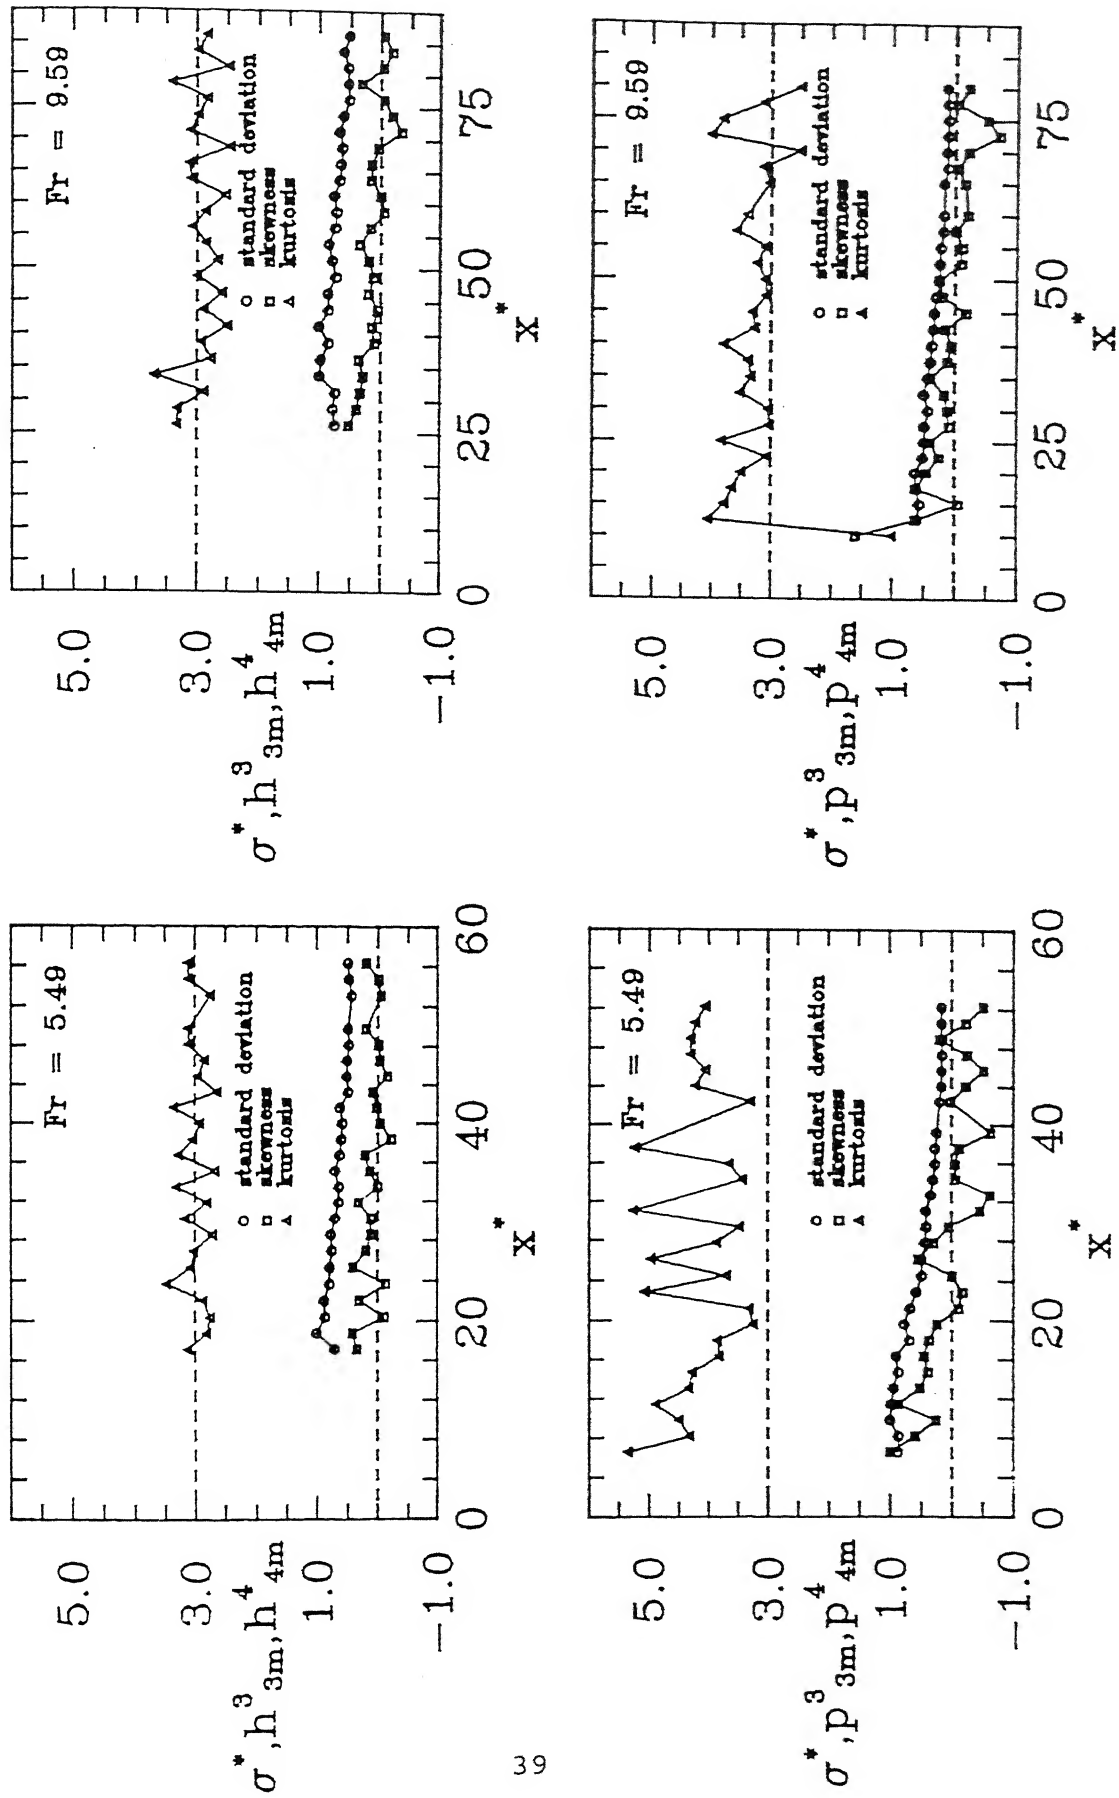 Fr = 5.49
5.0
3.0
σ*, h³₃ₘ, h⁴₄ₘ
1.0
−1.0
○ standard deviation
□ skewness
▵ kurtosis
0 20 40 60
x*
Fr = 9.59
5.0
3.0
σ*, h³₃ₘ, h⁴₄ₘ
1.0
−1.0
○ standard deviation
□ skewness
▵ kurtosis
0 25 50 75
x*
Fr = 5.49
5.0
3.0
σ*, p³₃ₘ, p⁴₄ₘ
1.0
−1.0
○ standard deviation
□ skewness
▵ kurtosis
0 20 40 60
x*
Fr = 9.59
5.0
3.0
σ*, p³₃ₘ, p⁴₄ₘ
1.0
−1.0
○ standard deviation
□ skewness
▵ kurtosis
0 25 50 75
x*
39